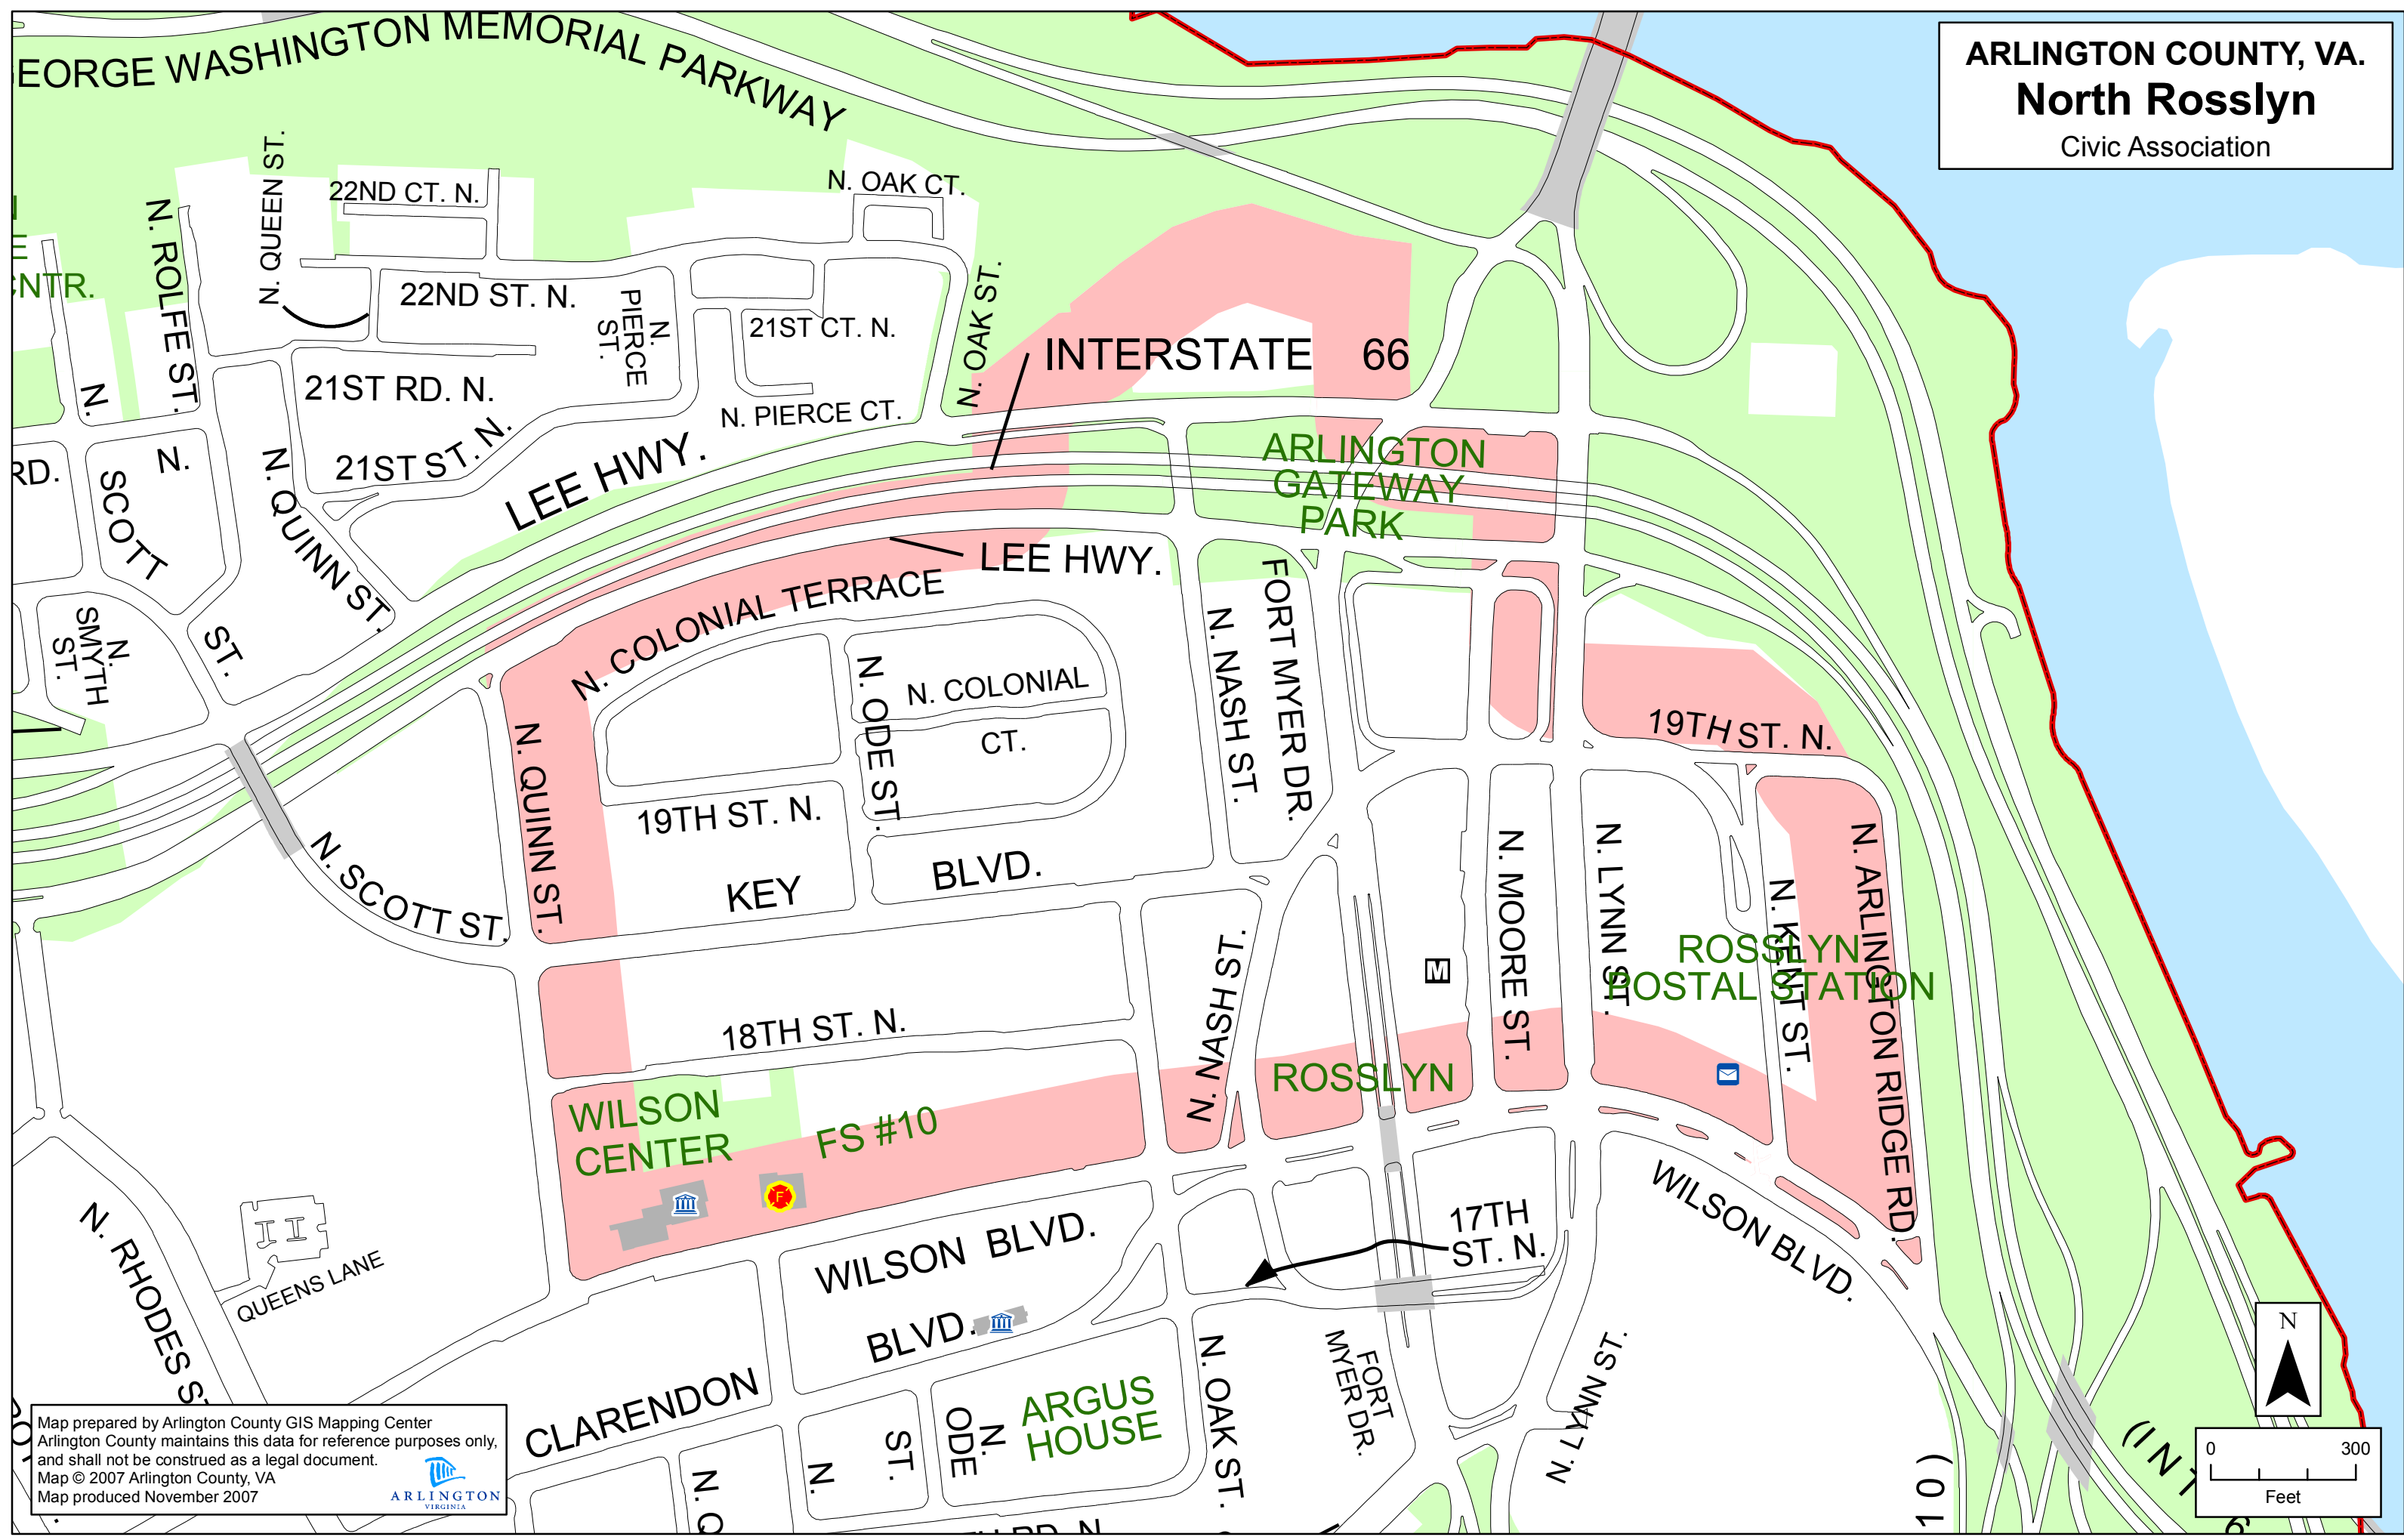 GEORGE WASHINGTON MEMORIAL PARKWAY
ARLINGTON COUNTY, VA.
North Rosslyn
Civic Association
N. QUEEN ST.
22ND CT. N.
N. OAK CT.
N. ROLFE ST.
CNTR.
22ND ST. N.
N.
PIERCE
ST.
21ST CT. N.
N. OAK ST.
INTERSTATE 66
21ST RD. N.
N. PIERCE CT.
N.
21ST ST. N.
LEE HWY.
ARLINGTON
GATEWAY
PARK
RD.
SCOTT
N.
ST.
N. QUINN ST.
LEE HWY.
N. COLONIAL TERRACE
N.
SMYTH
ST.
N. ODE ST.
N. COLONIAL
CT.
N. NASH ST.
FORT MYER DR.
19TH ST. N.
N. QUINN ST.
19TH ST. N.
KEY BLVD.
N. SCOTT ST.
N. MOORE ST.
N. LYNN ST.
N. KENT ST.
N. ARLINGTON RIDGE RD.
ROSSLYN
POSTAL STATION
M
18TH ST. N.
N. NASH ST.
ROSSLYN
WILSON
CENTER
FS #10
F
WILSON BLVD.
17TH
ST. N.
WILSON BLVD.
N. RHODES ST.
QUEENS LANE
BLVD.
CLARENDON
ARGUS
HOUSE
N.
ODE
ST.
N.
N. OAK ST.
FORT
MYER DR.
N. LYNN ST.
N. Q
RD. N
110)
(INT
6
N
0 300
Feet
Map prepared by Arlington County GIS Mapping Center
Arlington County maintains this data for reference purposes only,
and shall not be construed as a legal document.
Map © 2007 Arlington County, VA
Map produced November 2007
ARLINGTON
VIRGINIA